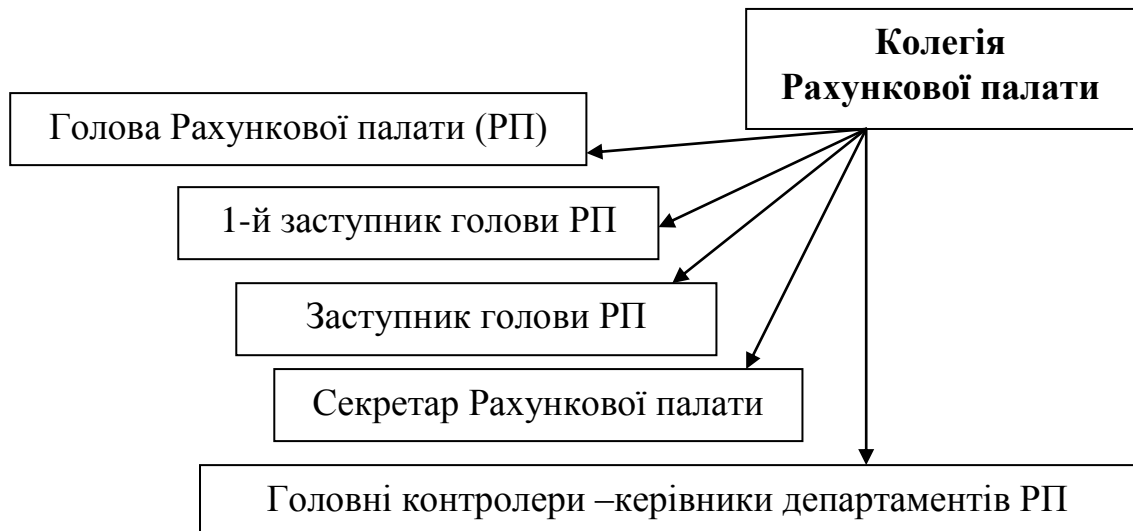 Колегія
Рахункової палати
Голова Рахункової палати (РП)
1-й заступник голови РП
Заступник голови РП
Секретар Рахункової палати
Головні контролери –керівники департаментів РП